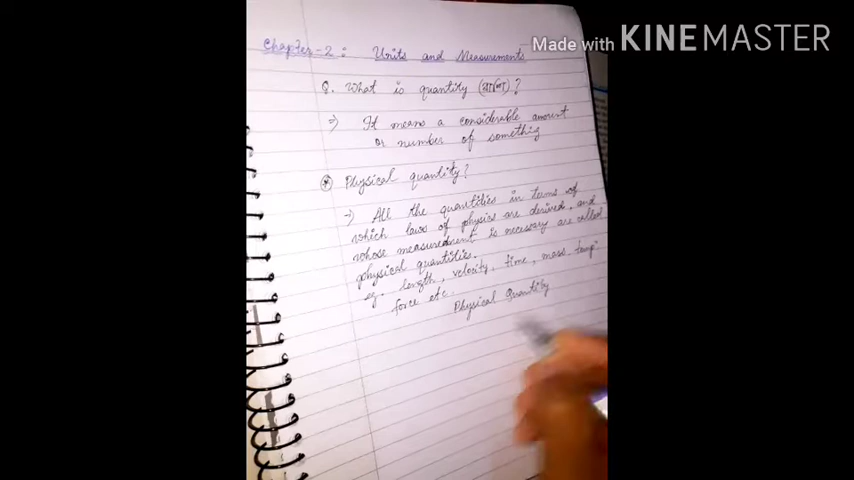 Made with KINEMASTER
Chapter-2 : Units and Measurements
Q. What is quantity (मात्रा) ?
⇒ It means a considerable amount
or number of something
* Physical quantity?
→ All the quantities in terms of
which laws of physics are derived, and
whose measurement is necessary are called
physical quantities.
eg. length, velocity, time, mass, temp
force etc.
Physical Quantity